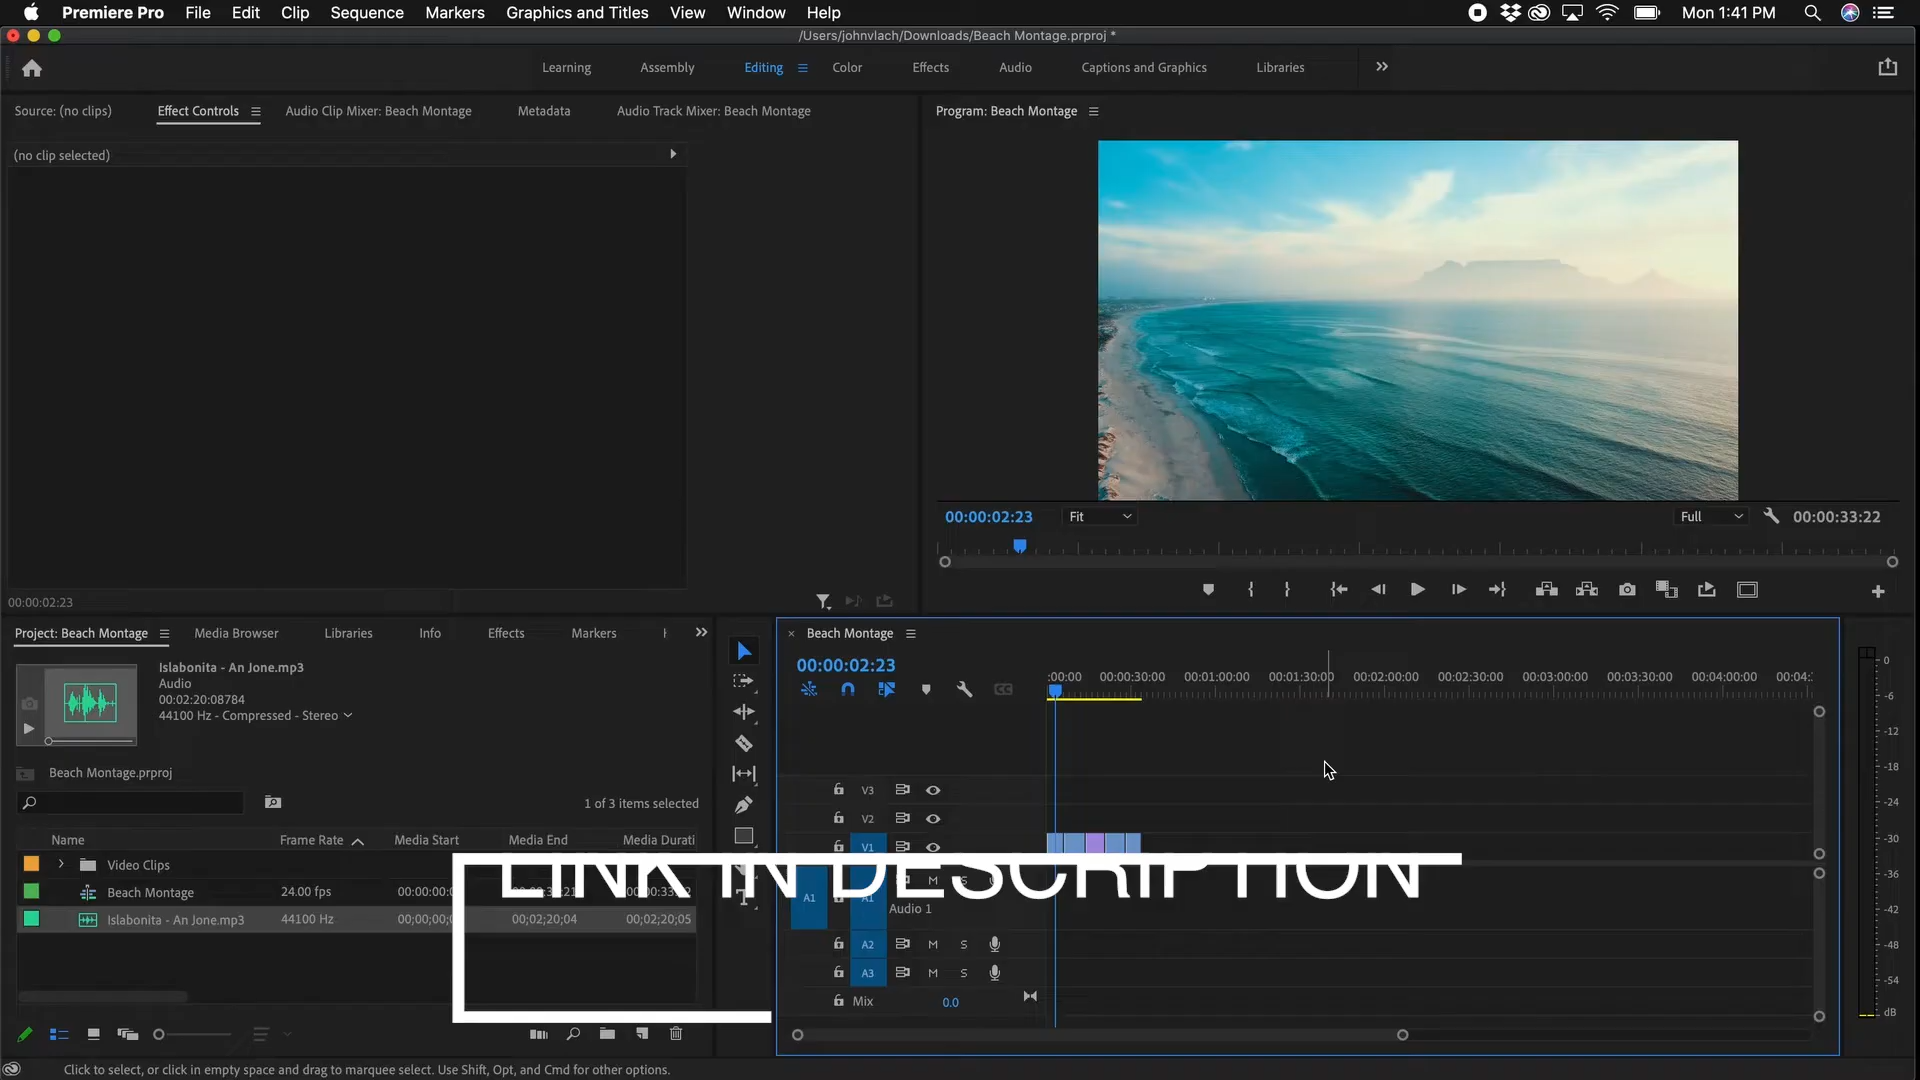 Premiere Pro File Edit Clip Sequence Markers Graphics and Titles View Window Help Mon 1:41 PM
/Users/johnvlach/Downloads/Beach Montage.prproj *
Learning Assembly Editing Color Effects Audio Captions and Graphics Libraries
Source: (no clips) Effect Controls Audio Clip Mixer: Beach Montage Metadata Audio Track Mixer: Beach Montage
Program: Beach Montage
(no clip selected)
00:00:02:23 Fit Full 00:00:33:22
00:00:02:23
Project: Beach Montage Media Browser Libraries Info Effects Markers
Beach Montage
Islabonita - An Jone.mp3
Audio
00:02:20:08784
44100 Hz - Compressed - Stereo
00:00:02:23
:00:00 00:00:30:00 00:01:00:00 00:01:30:00 00:02:00:00 00:02:30:00 00:03:00:00 00:03:30:00 00:04:00:00 00:04:
Beach Montage.prproj
1 of 3 items selected
Name Frame Rate Media Start Media End Media Durati
Video Clips
Beach Montage 24.00 fps 00:00:00:0
Islabonita - An Jone.mp3 44100 Hz 00;00;00;0 00;02;20;04 00;02;20;05
V3
V2
V1
LINK IN DESCRIPTION
A1 A1 M S
Audio 1
A2 M S
A3 M S
Mix 0.0
0
-6
-12
-18
-24
-30
-36
-42
-48
-54
dB
Click to select, or click in empty space and drag to marquee select. Use Shift, Opt, and Cmd for other options.